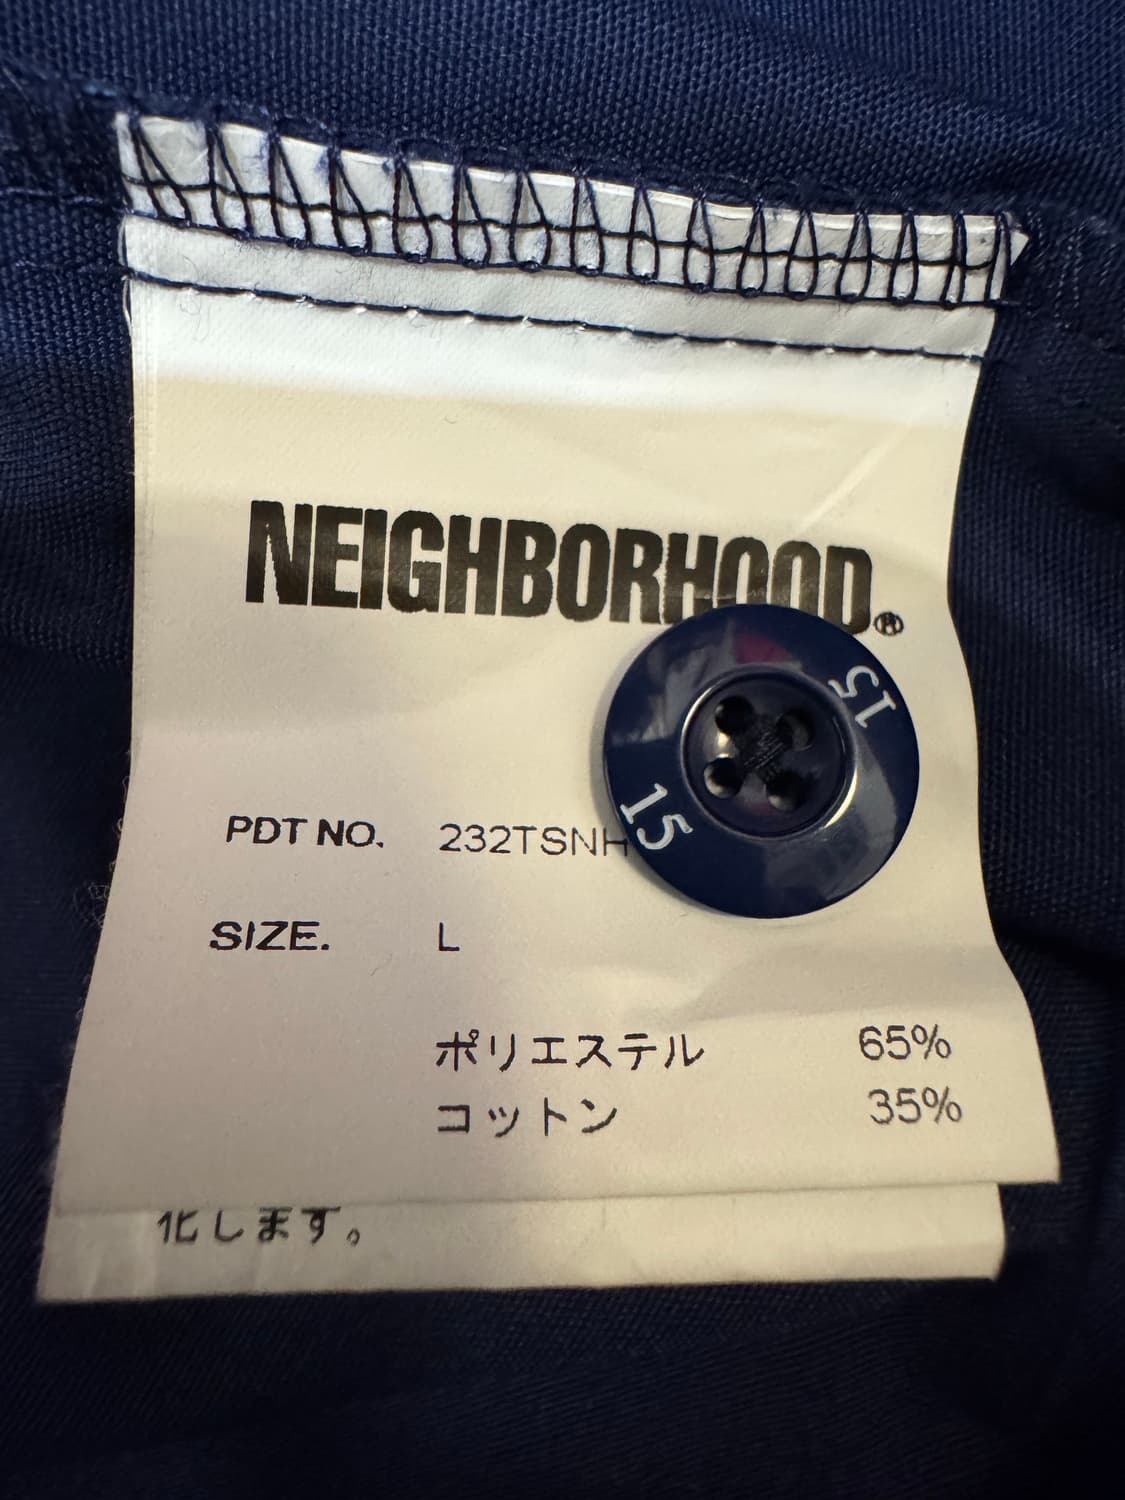 NEIGHBORHOOD®
15
15
PDT NO. 232TSNH
SIZE. L
ポリエステル 65%
コットン 35%
化します。